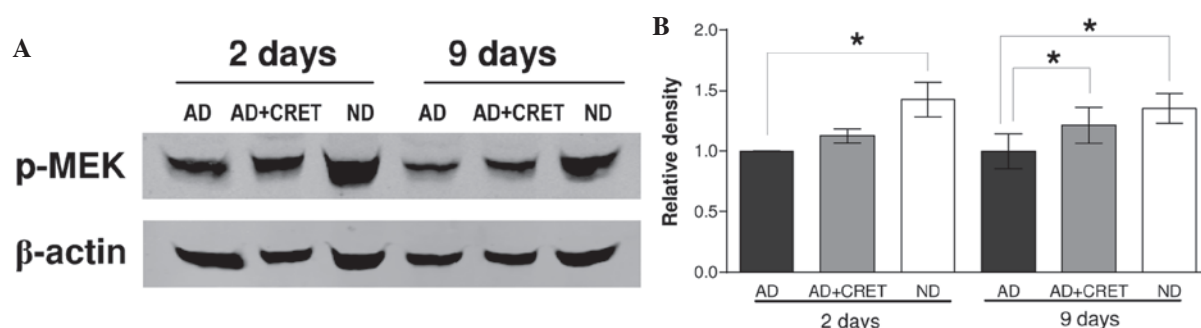 A
2 days 9 days
AD AD+CRET ND AD AD+CRET ND
p-MEK
β-actin
B
Relative density
2.0
1.5
1.0
0.5
0.0
*
*
*
AD AD+CRET ND AD AD+CRET ND
2 days 9 days